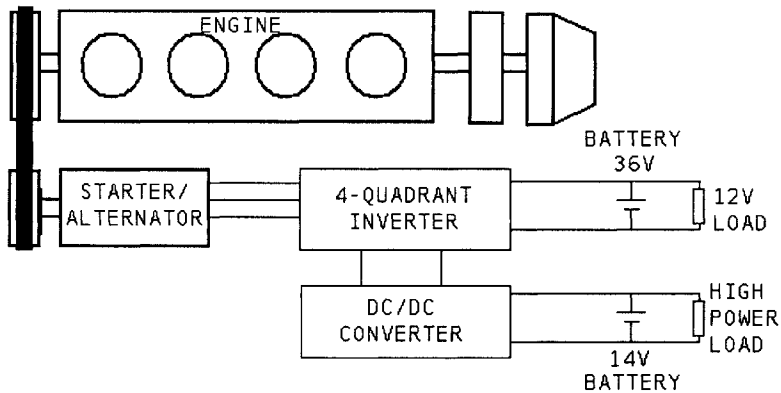 ENGINE
BATTERY
36V
STARTER/
ALTERNATOR
4-QUADRANT
INVERTER
12V
LOAD
DC/DC
CONVERTER
HIGH
POWER
LOAD
14V
BATTERY